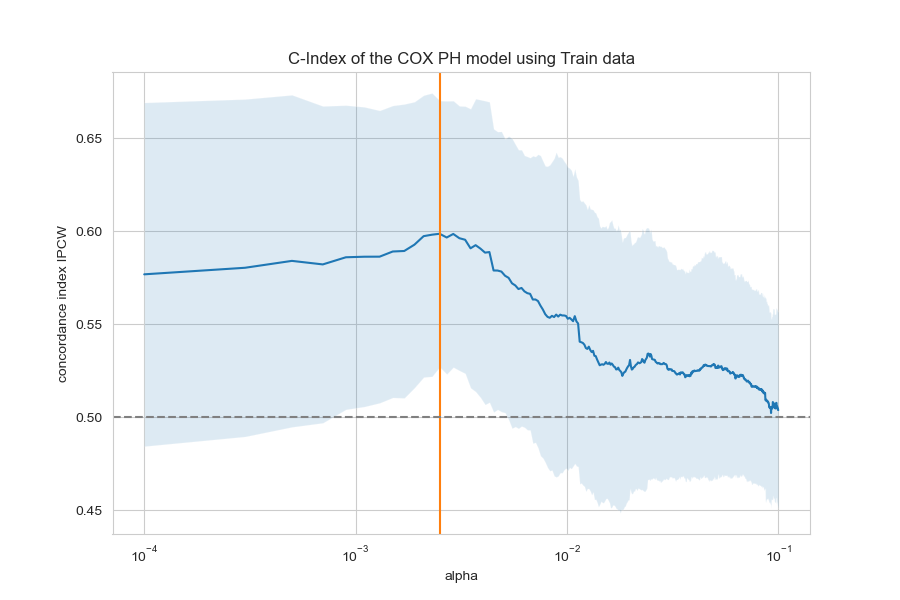 C-Index of the COX PH model using Train data
concordance index IPCW
0.65
0.60
0.55
0.50
0.45
10⁻⁴ 10⁻³ 10⁻² 10⁻¹
alpha